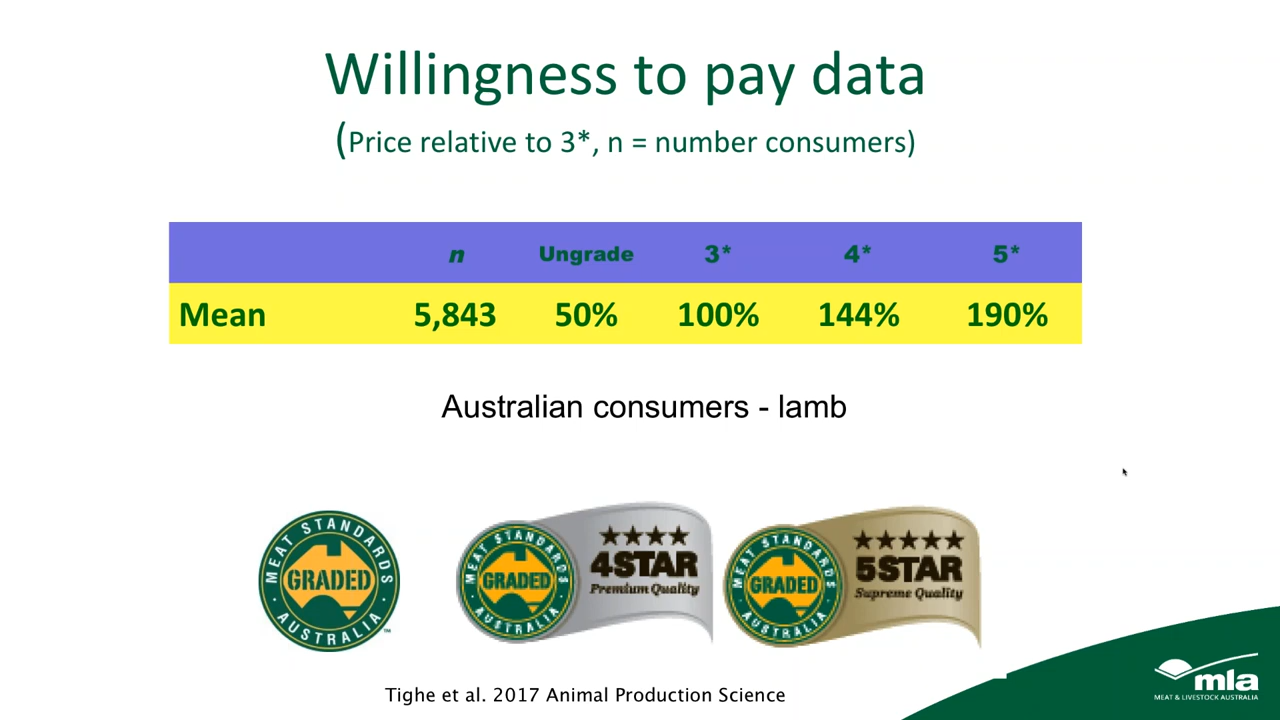 Willingness to pay data
(Price relative to 3*, n = number consumers)
n Ungrade 3* 4* 5*
Mean 5,843 50% 100% 144% 190%
Australian consumers - lamb
MEAT STANDARDS
GRADED
AUSTRALIA
TM
MEAT STANDARDS
GRADED
AUSTRALIA
★★★★
4STAR
Premium Quality
MEAT STANDARDS
GRADED
AUSTRALIA
★★★★★
5STAR
Supreme Quality
Tighe et al. 2017 Animal Production Science
mla
MEAT & LIVESTOCK AUSTRALIA